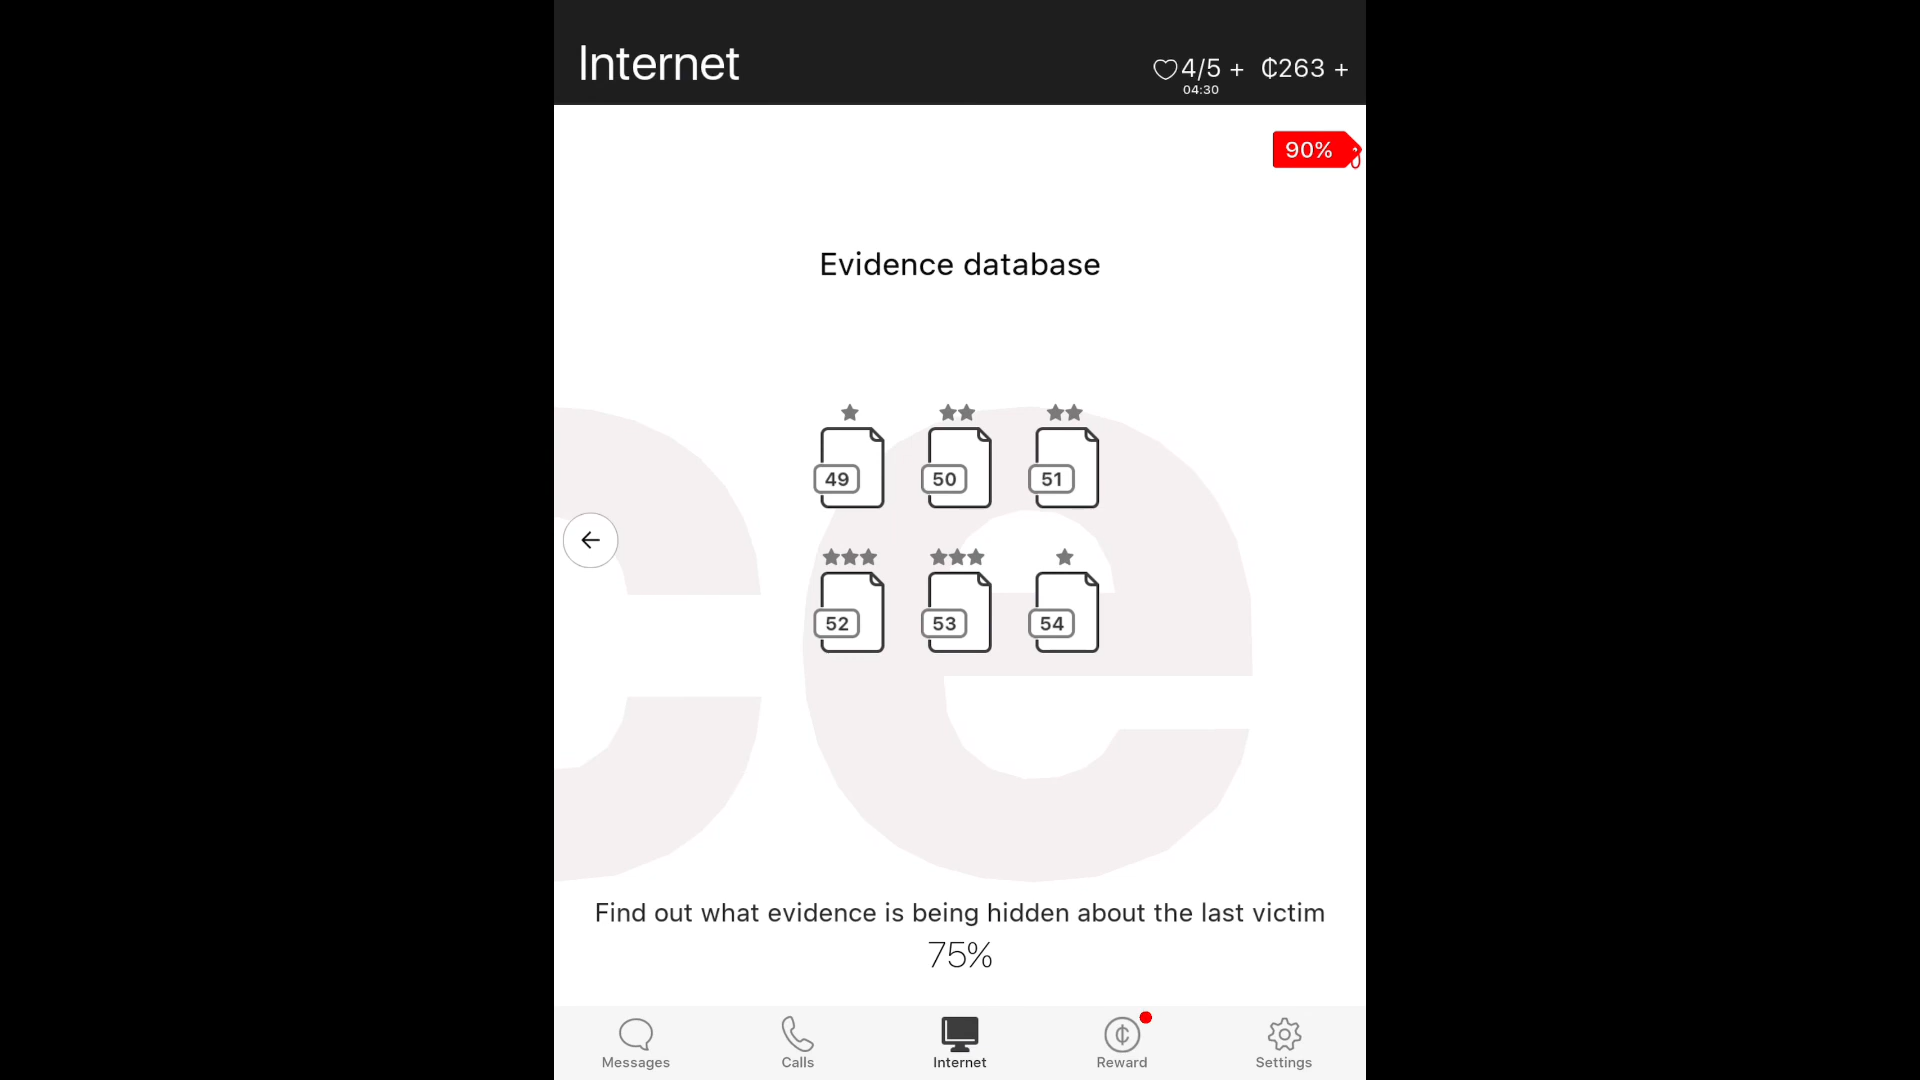 Internet
4/5 + ₵263 +
04:30
90%
Evidence database
49 50 51
52 53 54
Find out what evidence is being hidden about the last victim
75%
Messages Calls Internet Reward Settings